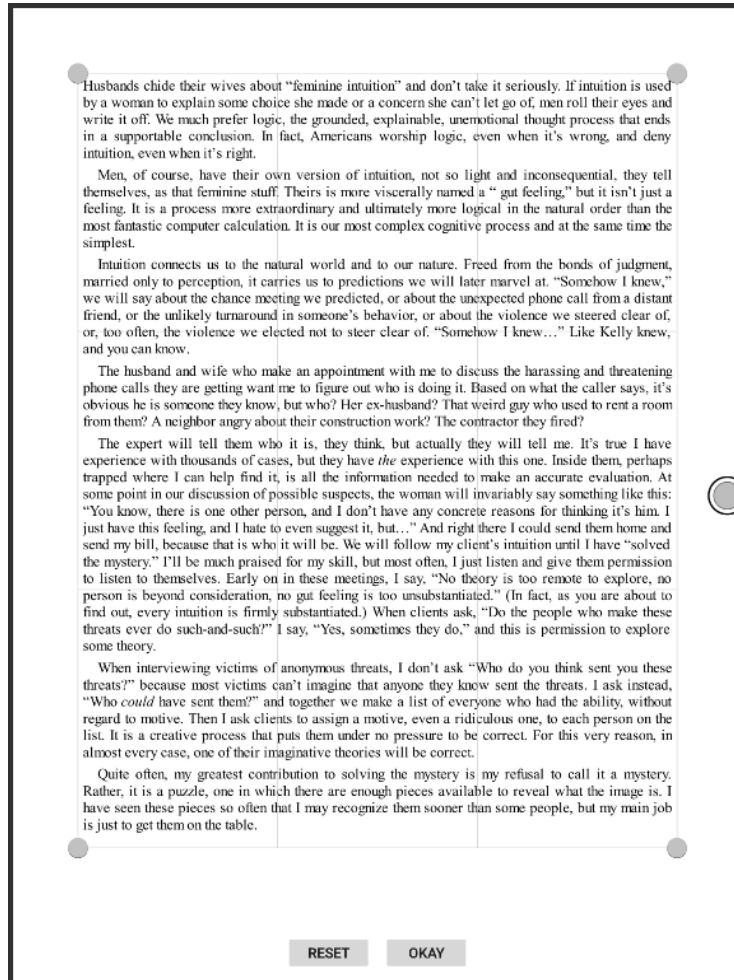 Husbands chide their wives about “feminine intuition” and don’t take it seriously. If intuition is used
by a woman to explain some choice she made or a concern she can’t let go of, men roll their eyes and
write it off. We much prefer logic, the grounded, explainable, unemotional thought process that ends
in a supportable conclusion. In fact, Americans worship logic, even when it’s wrong, and deny
intuition, even when it’s right.
Men, of course, have their own version of intuition, not so light and inconsequential, they tell
themselves, as that feminine stuff. Theirs is more viscerally named a “ gut feeling,” but it isn’t just a
feeling. It is a process more extraordinary and ultimately more logical in the natural order than the
most fantastic computer calculation. It is our most complex cognitive process and at the same time the
simplest.
Intuition connects us to the natural world and to our nature. Freed from the bonds of judgment,
married only to perception, it carries us to predictions we will later marvel at. “Somehow I knew,”
we will say about the chance meeting we predicted, or about the unexpected phone call from a distant
friend, or the unlikely turnaround in someone’s behavior, or about the violence we steered clear of,
or, too often, the violence we elected not to steer clear of. “Somehow I knew…” Like Kelly knew,
and you can know.
The husband and wife who make an appointment with me to discuss the harassing and threatening
phone calls they are getting want me to figure out who is doing it. Based on what the caller says, it’s
obvious he is someone they know, but who? Her ex-husband? That weird guy who used to rent a room
from them? A neighbor angry about their construction work? The contractor they fired?
The expert will tell them who it is, they think, but actually they will tell me. It’s true I have
experience with thousands of cases, but they have the experience with this one. Inside them, perhaps
trapped where I can help find it, is all the information needed to make an accurate evaluation. At
some point in our discussion of possible suspects, the woman will invariably say something like this:
“You know, there is one other person, and I don’t have any concrete reasons for thinking it’s him. I
just have this feeling, and I hate to even suggest it, but…” And right there I could send them home and
send my bill, because that is who it will be. We will follow my client’s intuition until I have “solved
the mystery.” I’ll be much praised for my skill, but most often, I just listen and give them permission
to listen to themselves. Early on in these meetings, I say, “No theory is too remote to explore, no
person is beyond consideration, no gut feeling is too unsubstantiated.” (In fact, as you are about to
find out, every intuition is firmly substantiated.) When clients ask, “Do the people who make these
threats ever do such-and-such?” I say, “Yes, sometimes they do,” and this is permission to explore
some theory.
When interviewing victims of anonymous threats, I don’t ask “Who do you think sent you these
threats?” because most victims can’t imagine that anyone they know sent the threats. I ask instead,
“Who could have sent them?” and together we make a list of everyone who had the ability, without
regard to motive. Then I ask clients to assign a motive, even a ridiculous one, to each person on the
list. It is a creative process that puts them under no pressure to be correct. For this very reason, in
almost every case, one of their imaginative theories will be correct.
Quite often, my greatest contribution to solving the mystery is my refusal to call it a mystery.
Rather, it is a puzzle, one in which there are enough pieces available to reveal what the image is. I
have seen these pieces so often that I may recognize them sooner than some people, but my main job
is just to get them on the table.
RESET OKAY